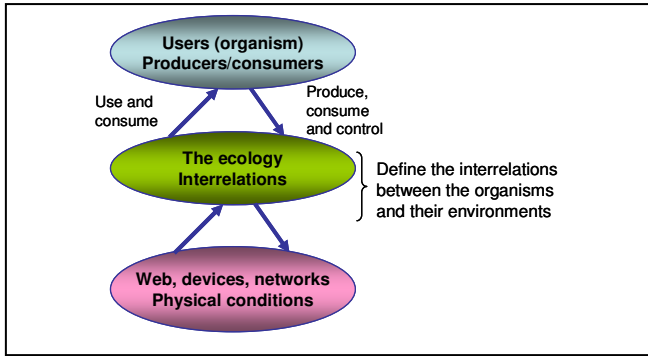 Users (organism)
Producers/consumers
Use and
consume
Produce,
consume
and control
The ecology
Interrelations
Define the interrelations
between the organisms
and their environments
Web, devices, networks
Physical conditions